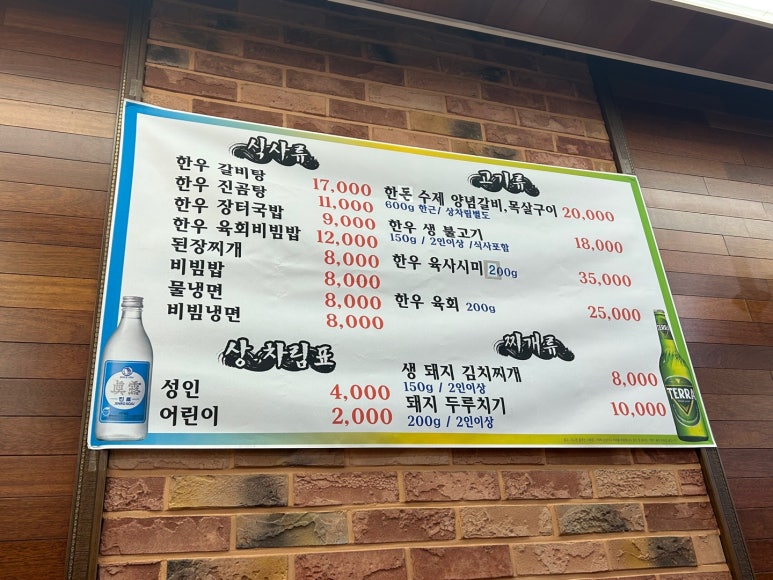 식사류
한우 갈비탕 17,000
한우 진곰탕 11,000
한우 장터국밥 9,000
한우 육회비빔밥 12,000
된장찌개 8,000
비빔밥 8,000
물냉면 8,000
비빔냉면 8,000
상차림표
성인 4,000
어린이 2,000
고기류
한돈 수제 양념갈비,목살구이 20,000
600g 한근/ 상차림별도
한우 생 불고기 18,000
150g / 2인이상 /식사포함
한우 육사시미 200g 35,000
한우 육회 200g 25,000
찌개류
생 돼지 김치찌개 8,000
150g / 2인이상
돼지 두루치기 10,000
200g / 2인이상
眞露
진로
TERRA